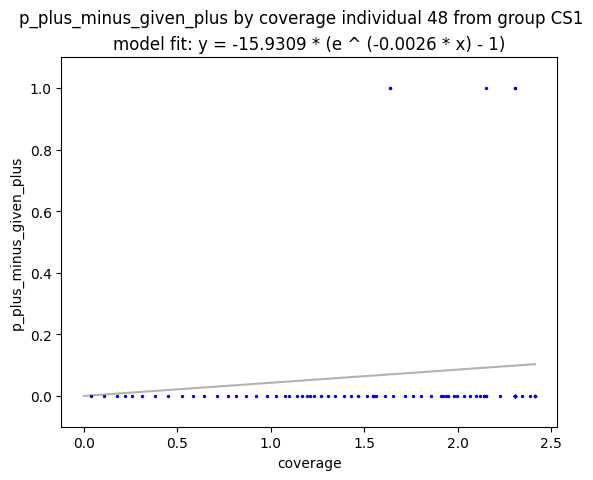 p_plus_minus_given_plus by coverage individual 48 from group CS1
model fit: y = -15.9309 * (e ^ (-0.0026 * x) - 1)
1.0
0.8
0.6
0.4
0.2
0.0
p_plus_minus_given_plus
0.0 0.5 1.0 1.5 2.0 2.5
coverage